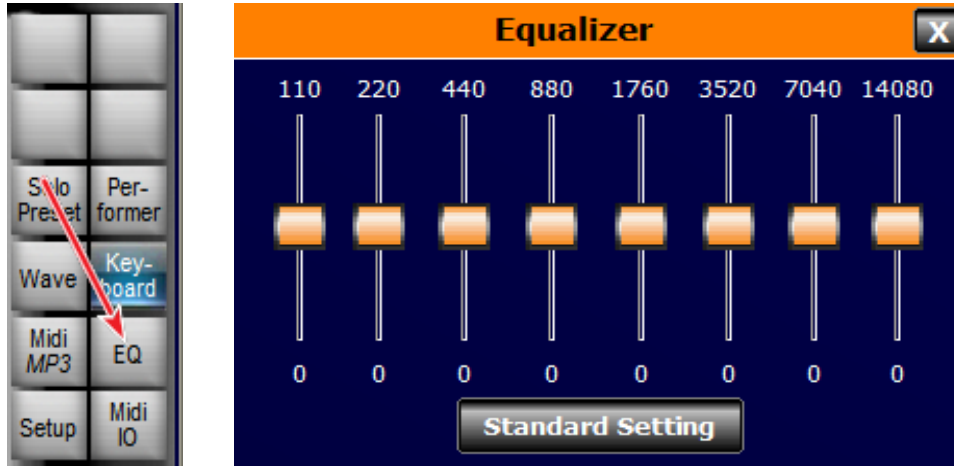 Solo Per-
Preset former
Wave Key-
board
Midi EQ
MP3
Setup Midi
IO
Equalizer X
110 220 440 880 1760 3520 7040 14080
0 0 0 0 0 0 0 0
Standard Setting